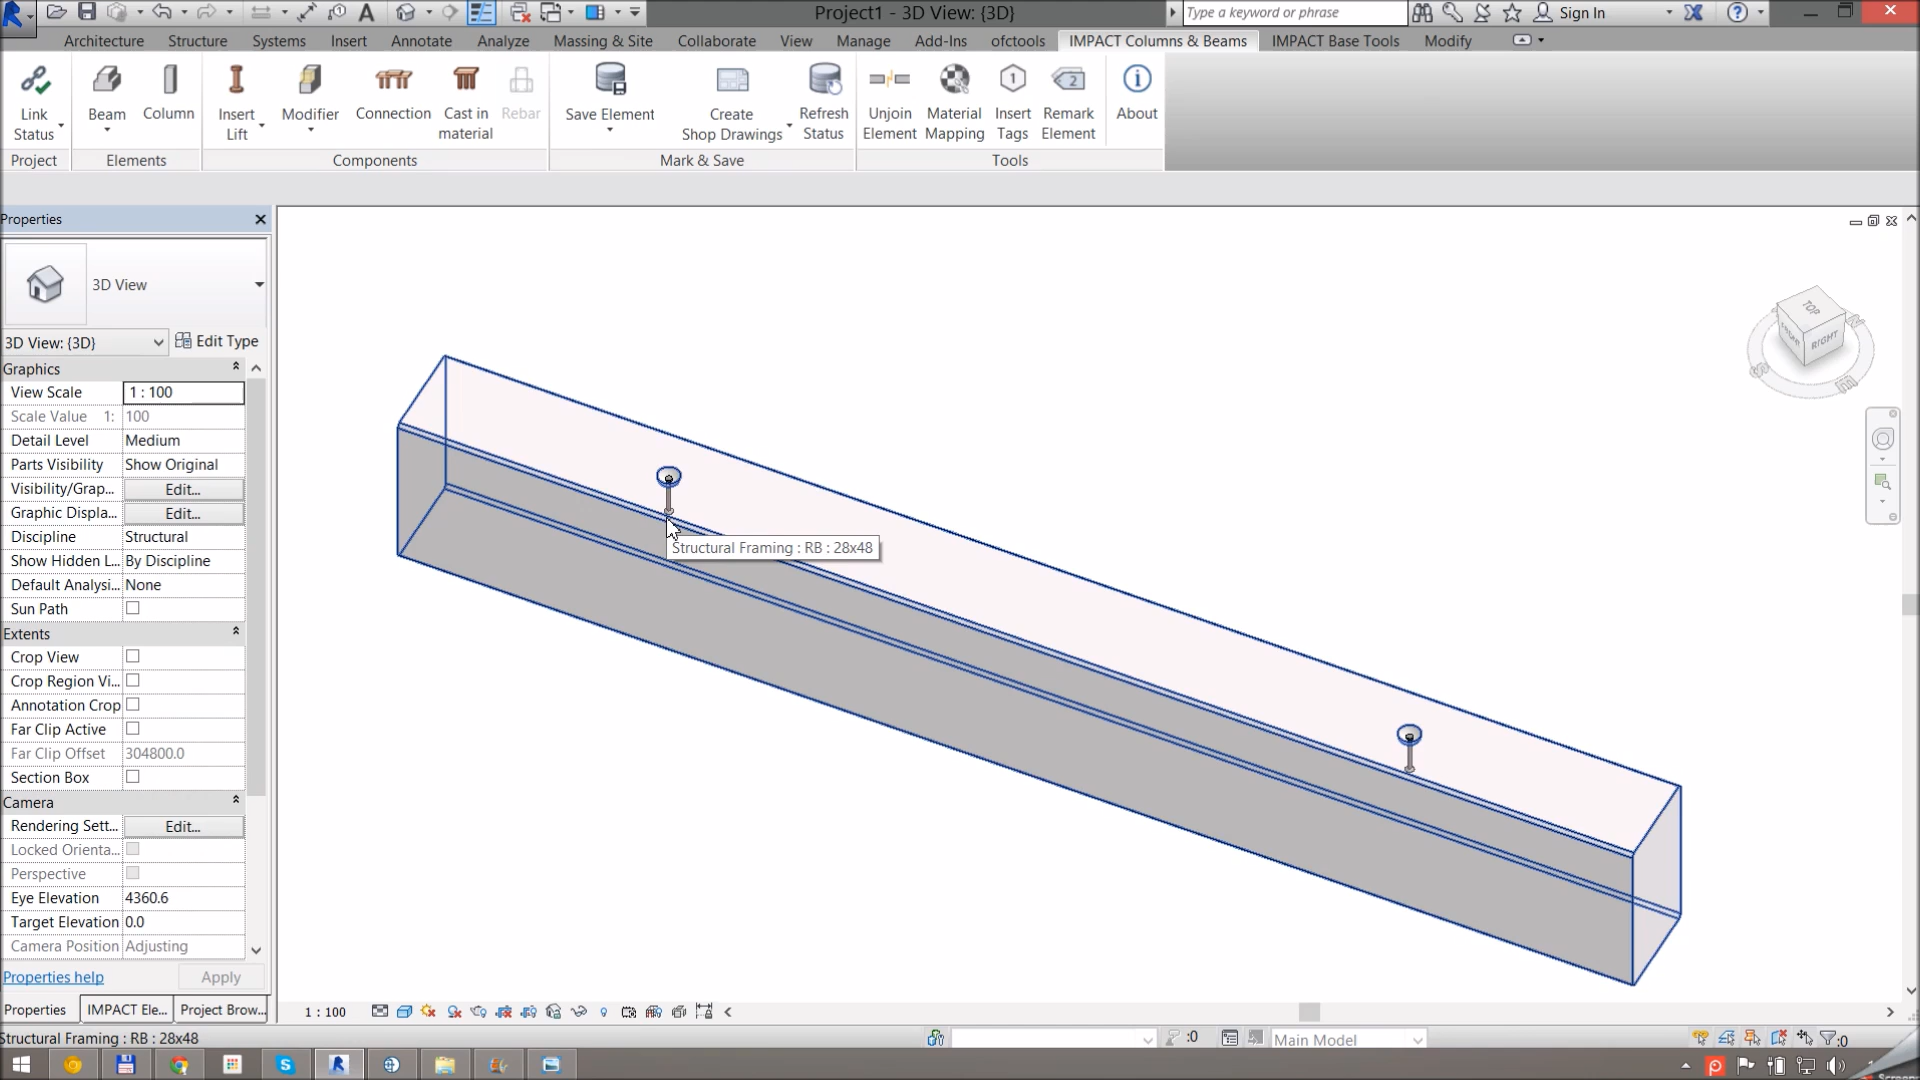 Project1 - 3D View: {3D}
Type a keyword or phrase
Sign In
Architecture Structure Systems Insert Annotate Analyze Massing & Site Collaborate View Manage Add-Ins ofctools IMPACT Columns & Beams IMPACT Base Tools Modify
Link Status
Beam
Column
Insert Lift
Modifier
Connection
Cast in material
Rebar
Save Element
Create Shop Drawings
Refresh Status
Unjoin Element
Material Mapping
1
Insert Tags
2
Remark Element
About
Project Elements Components Mark & Save Tools
Properties
3D View
3D View: {3D} Edit Type
Graphics
View Scale 1 : 100
Scale Value 1: 100
Detail Level Medium
Parts Visibility Show Original
Visibility/Grap... Edit...
Graphic Displa... Edit...
Discipline Structural
Show Hidden L... By Discipline
Default Analysi... None
Sun Path
Extents
Crop View
Crop Region Vi...
Annotation Crop
Far Clip Active
Far Clip Offset 304800.0
Section Box
Camera
Rendering Sett... Edit...
Locked Orienta...
Perspective
Eye Elevation 4360.6
Target Elevation 0.0
Camera Position Adjusting
Properties help Apply
Properties IMPACT Ele... Project Brow...
TOP
FRONT
RIGHT
Structural Framing : RB : 28x48
1 : 100
Structural Framing : RB : 28x48
:0
Main Model
:0